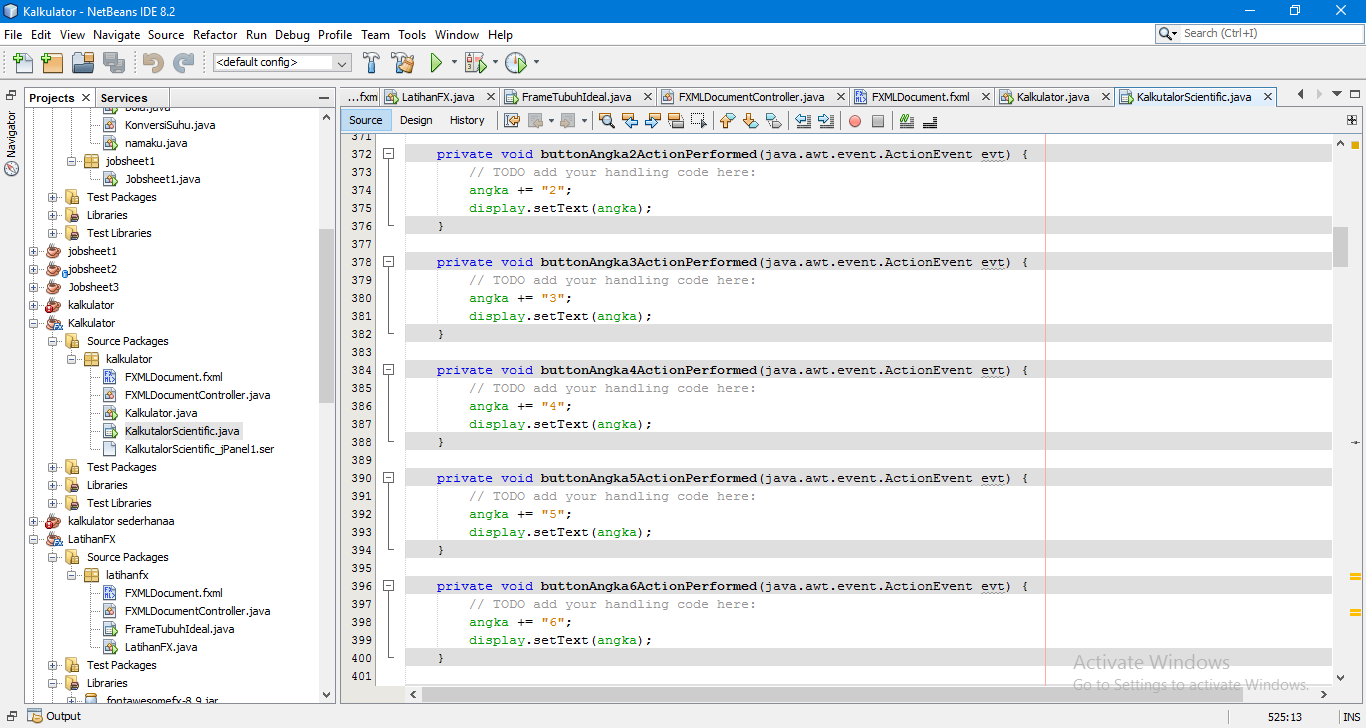 Kalkulator - NetBeans IDE 8.2
File Edit View Navigate Source Refactor Run Debug Profile Team Tools Window Help
Search (Ctrl+I)
<default config>
Projects
Services
...fxm
LatihanFX.java
FrameTubuhIdeal.java
FXMLDocumentController.java
FXMLDocument.fxml
Kalkulator.java
KalkutalorScientific.java
Source Design History
Navigator
KonversiSuhu.java
namaku.java
jobsheet1
Jobsheet1.java
Test Packages
Libraries
Test Libraries
jobsheet1
jobsheet2
Jobsheet3
kalkulator
Kalkulator
Source Packages
kalkulator
FXMLDocument.fxml
FXMLDocumentController.java
Kalkulator.java
KalkutalorScientific.java
KalkutalorScientific_jPanel1.ser
Test Packages
Libraries
Test Libraries
kalkulator sederhanaa
LatihanFX
Source Packages
latihanfx
FXMLDocument.fxml
FXMLDocumentController.java
FrameTubuhIdeal.java
LatihanFX.java
Test Packages
Libraries
fontawesomefx-8.9.jar
371
372 private void buttonAngka2ActionPerformed(java.awt.event.ActionEvent evt) {
373 // TODO add your handling code here:
374 angka += "2";
375 display.setText(angka);
376 }
377
378 private void buttonAngka3ActionPerformed(java.awt.event.ActionEvent evt) {
379 // TODO add your handling code here:
380 angka += "3";
381 display.setText(angka);
382 }
383
384 private void buttonAngka4ActionPerformed(java.awt.event.ActionEvent evt) {
385 // TODO add your handling code here:
386 angka += "4";
387 display.setText(angka);
388 }
389
390 private void buttonAngka5ActionPerformed(java.awt.event.ActionEvent evt) {
391 // TODO add your handling code here:
392 angka += "5";
393 display.setText(angka);
394 }
395
396 private void buttonAngka6ActionPerformed(java.awt.event.ActionEvent evt) {
397 // TODO add your handling code here:
398 angka += "6";
399 display.setText(angka);
400 }
401
Activate Windows
Go to Settings to activate Windows.
Output
525:13
INS